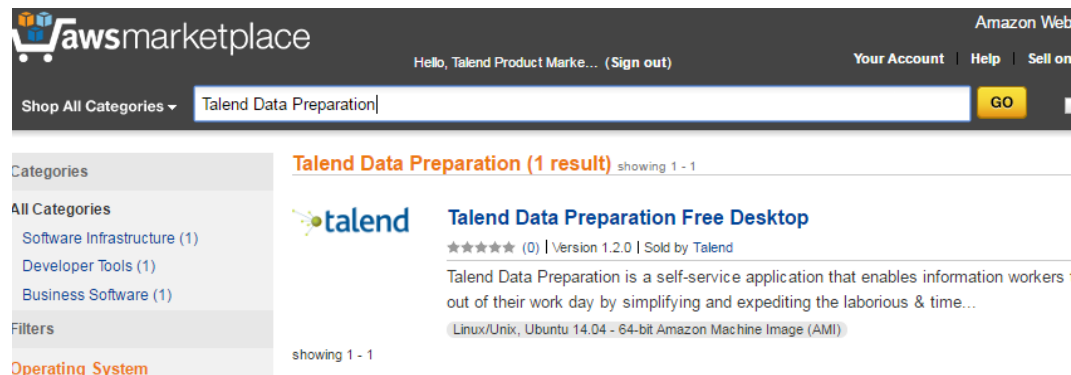 awsmarketplace
Amazon Web
Hello, Talend Product Marke... (Sign out)
Your Account | Help | Sell on
Shop All Categories
Talend Data Preparation
GO
Categories
All Categories
Software Infrastructure (1)
Developer Tools (1)
Business Software (1)
Filters
Operating System
Talend Data Preparation (1 result) showing 1 - 1
talend
Talend Data Preparation Free Desktop
(0) | Version 1.2.0 | Sold by Talend
Talend Data Preparation is a self-service application that enables information workers
out of their work day by simplifying and expediting the laborious & time...
Linux/Unix, Ubuntu 14.04 - 64-bit Amazon Machine Image (AMI)
showing 1 - 1